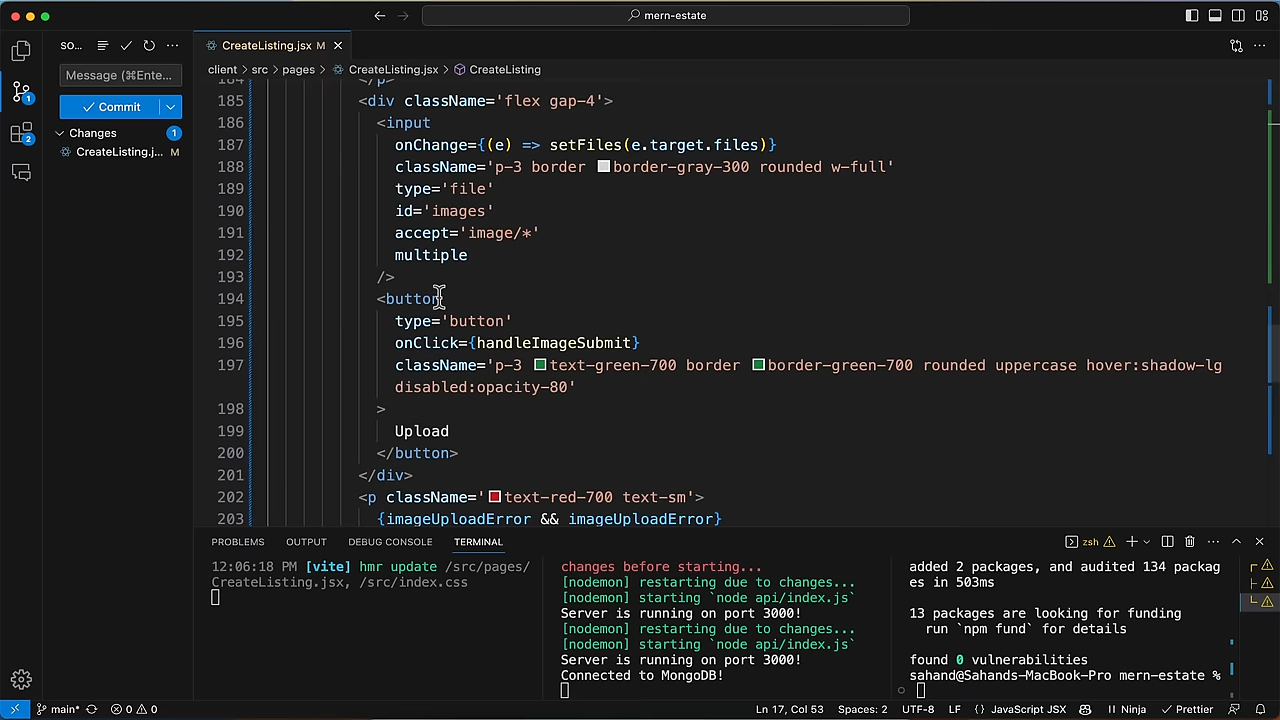 mern-estate
SO...
CreateListing.jsx M
client > src > pages > CreateListing.jsx > CreateListing
Message (⌘Ente...
Commit
Changes 1
CreateListing.j... M
1
2
184 </p>
185 <div className='flex gap-4'>
186 <input
187 onChange={(e) => setFiles(e.target.files)}
188 className='p-3 border border-gray-300 rounded w-full'
189 type='file'
190 id='images'
191 accept='image/*'
192 multiple
193 />
194 <button
195 type='button'
196 onClick={handleImageSubmit}
197 className='p-3 text-green-700 border border-green-700 rounded uppercase hover:shadow-lg
disabled:opacity-80'
198 >
199 Upload
200 </button>
201 </div>
202 <p className='text-red-700 text-sm'>
203 {imageUploadError && imageUploadError}
PROBLEMS OUTPUT DEBUG CONSOLE TERMINAL
zsh
12:06:18 PM [vite] hmr update /src/pages/
CreateListing.jsx, /src/index.css
changes before starting...
[nodemon] restarting due to changes...
[nodemon] starting `node api/index.js`
Server is running on port 3000!
[nodemon] restarting due to changes...
[nodemon] starting `node api/index.js`
Server is running on port 3000!
Connected to MongoDB!
added 2 packages, and audited 134 packag
es in 503ms
13 packages are looking for funding
run `npm fund` for details
found 0 vulnerabilities
sahand@Sahands-MacBook-Pro mern-estate %
main* 0 0 Ln 17, Col 53 Spaces: 2 UTF-8 LF {} JavaScript JSX Ninja Prettier